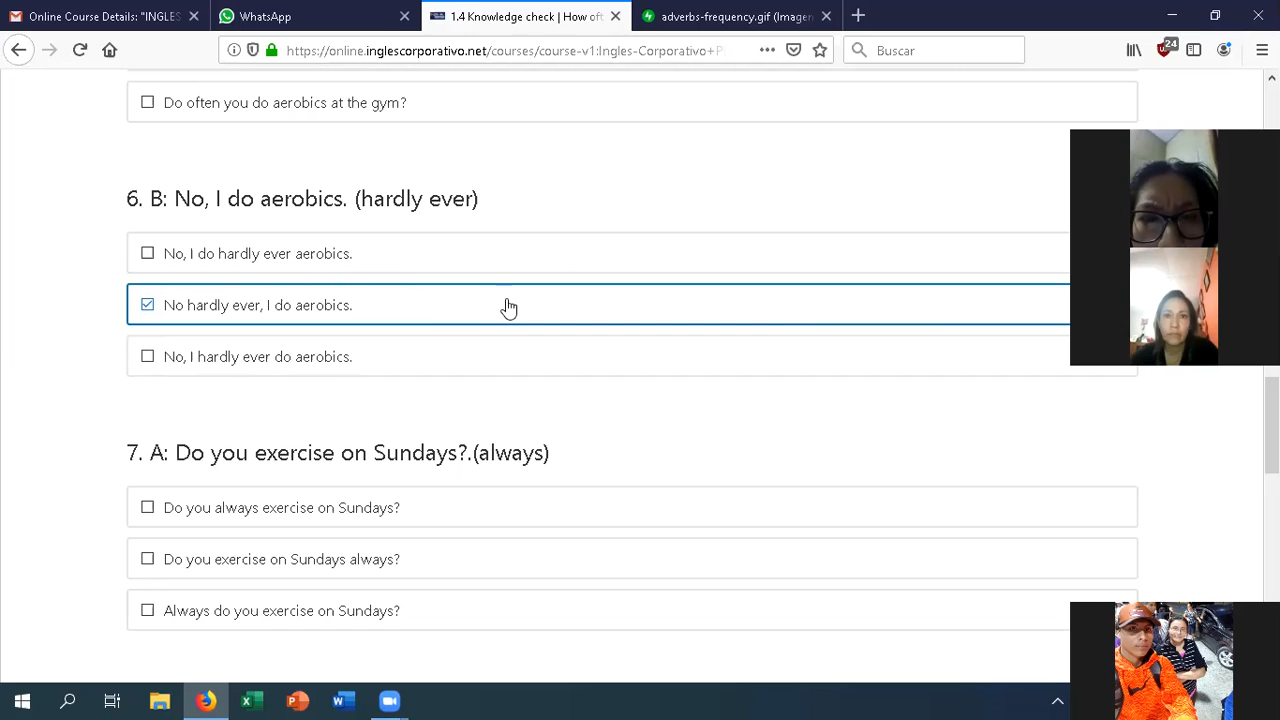 Online Course Details: "INGLES
WhatsApp
1.4 Knowledge check | How oft
adverbs-frequency.gif (Imagen
https://online.inglescorporativo.net/courses/course-v1:Ingles-Corporativo+P
Buscar
24
Do often you do aerobics at the gym?
6. B: No, I do aerobics. (hardly ever)
No, I do hardly ever aerobics.
No hardly ever, I do aerobics.
No, I hardly ever do aerobics.
7. A: Do you exercise on Sundays?.(always)
Do you always exercise on Sundays?
Do you exercise on Sundays always?
Always do you exercise on Sundays?